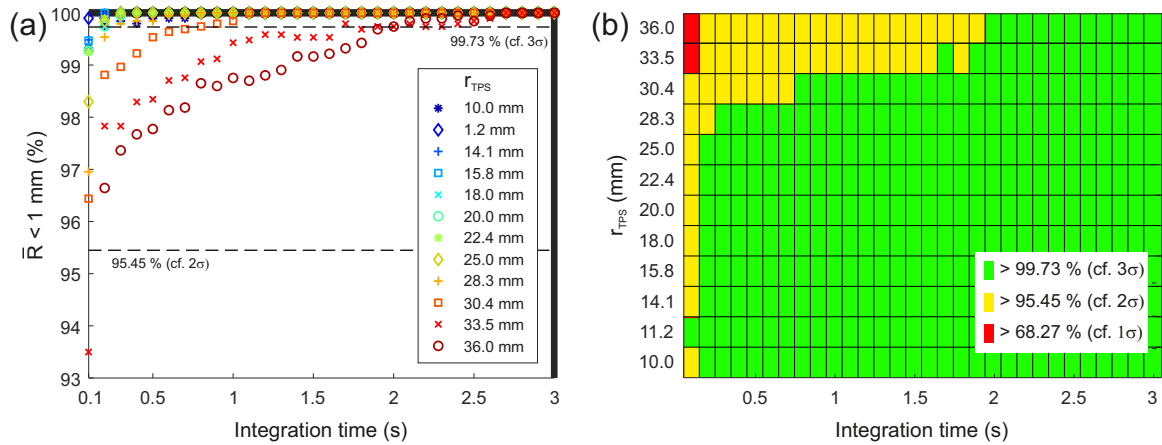 (a)
100
99
98
97
96
95
94
93
R̅ < 1 mm (%)
99.73 % (cf. 3σ)
95.45 % (cf. 2σ)
r_TPS
10.0 mm
1.2 mm
14.1 mm
15.8 mm
18.0 mm
20.0 mm
22.4 mm
25.0 mm
28.3 mm
30.4 mm
33.5 mm
36.0 mm
0.1 0.5 1 1.5 2 2.5 3
Integration time (s)
(b)
36.0
33.5
30.4
28.3
25.0
22.4
20.0
18.0
15.8
14.1
11.2
10.0
r_TPS (mm)
> 99.73 % (cf. 3σ)
> 95.45 % (cf. 2σ)
> 68.27 % (cf. 1σ)
0.5 1 1.5 2 2.5 3
Integration time (s)